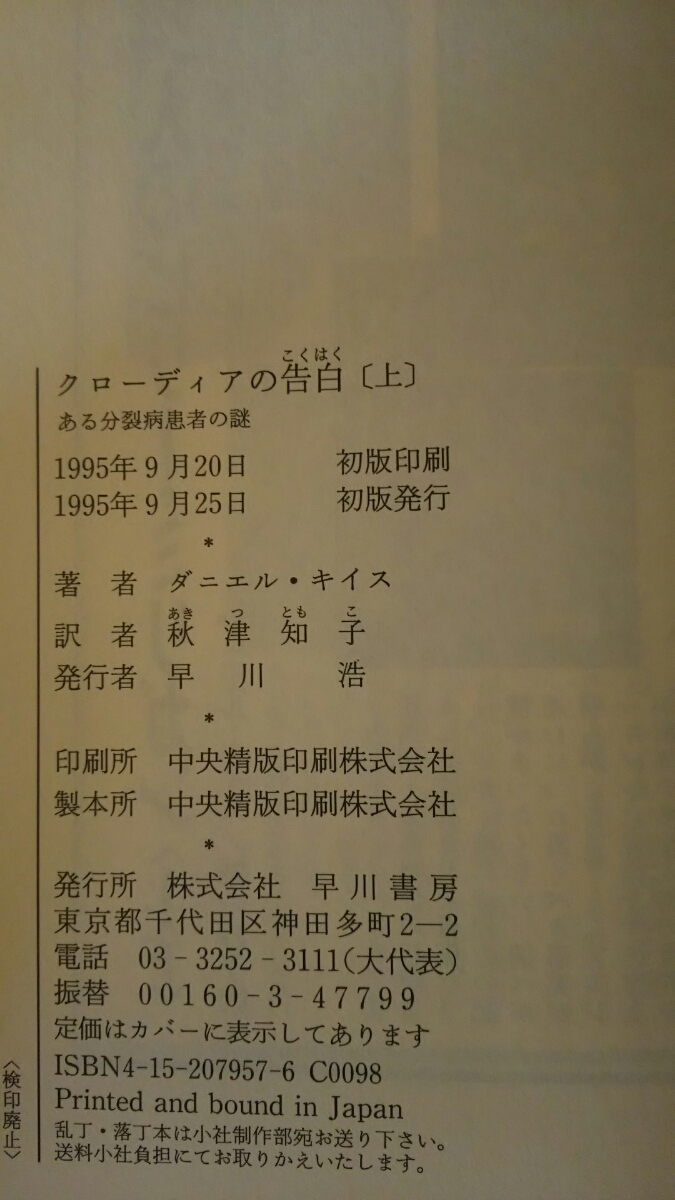 こくはく
クローディアの告白〔上〕
ある分裂病患者の謎
1995年9月20日 初版印刷
1995年9月25日 初版発行
*
著者 ダニエル・キイス
あき つ とも こ
訳者 秋津知子
発行者 早川 浩
*
印刷所 中央精版印刷株式会社
製本所 中央精版印刷株式会社
*
発行所 株式会社 早川書房
東京都千代田区神田多町2―2
電話 03-3252-3111(大代表)
振替 00160-3-47799
定価はカバーに表示してあります
ISBN4-15-207957-6 C0098
Printed and bound in Japan
乱丁・落丁本は小社制作部宛お送り下さい。
送料小社負担にてお取りかえいたします。
〈検印廃止〉